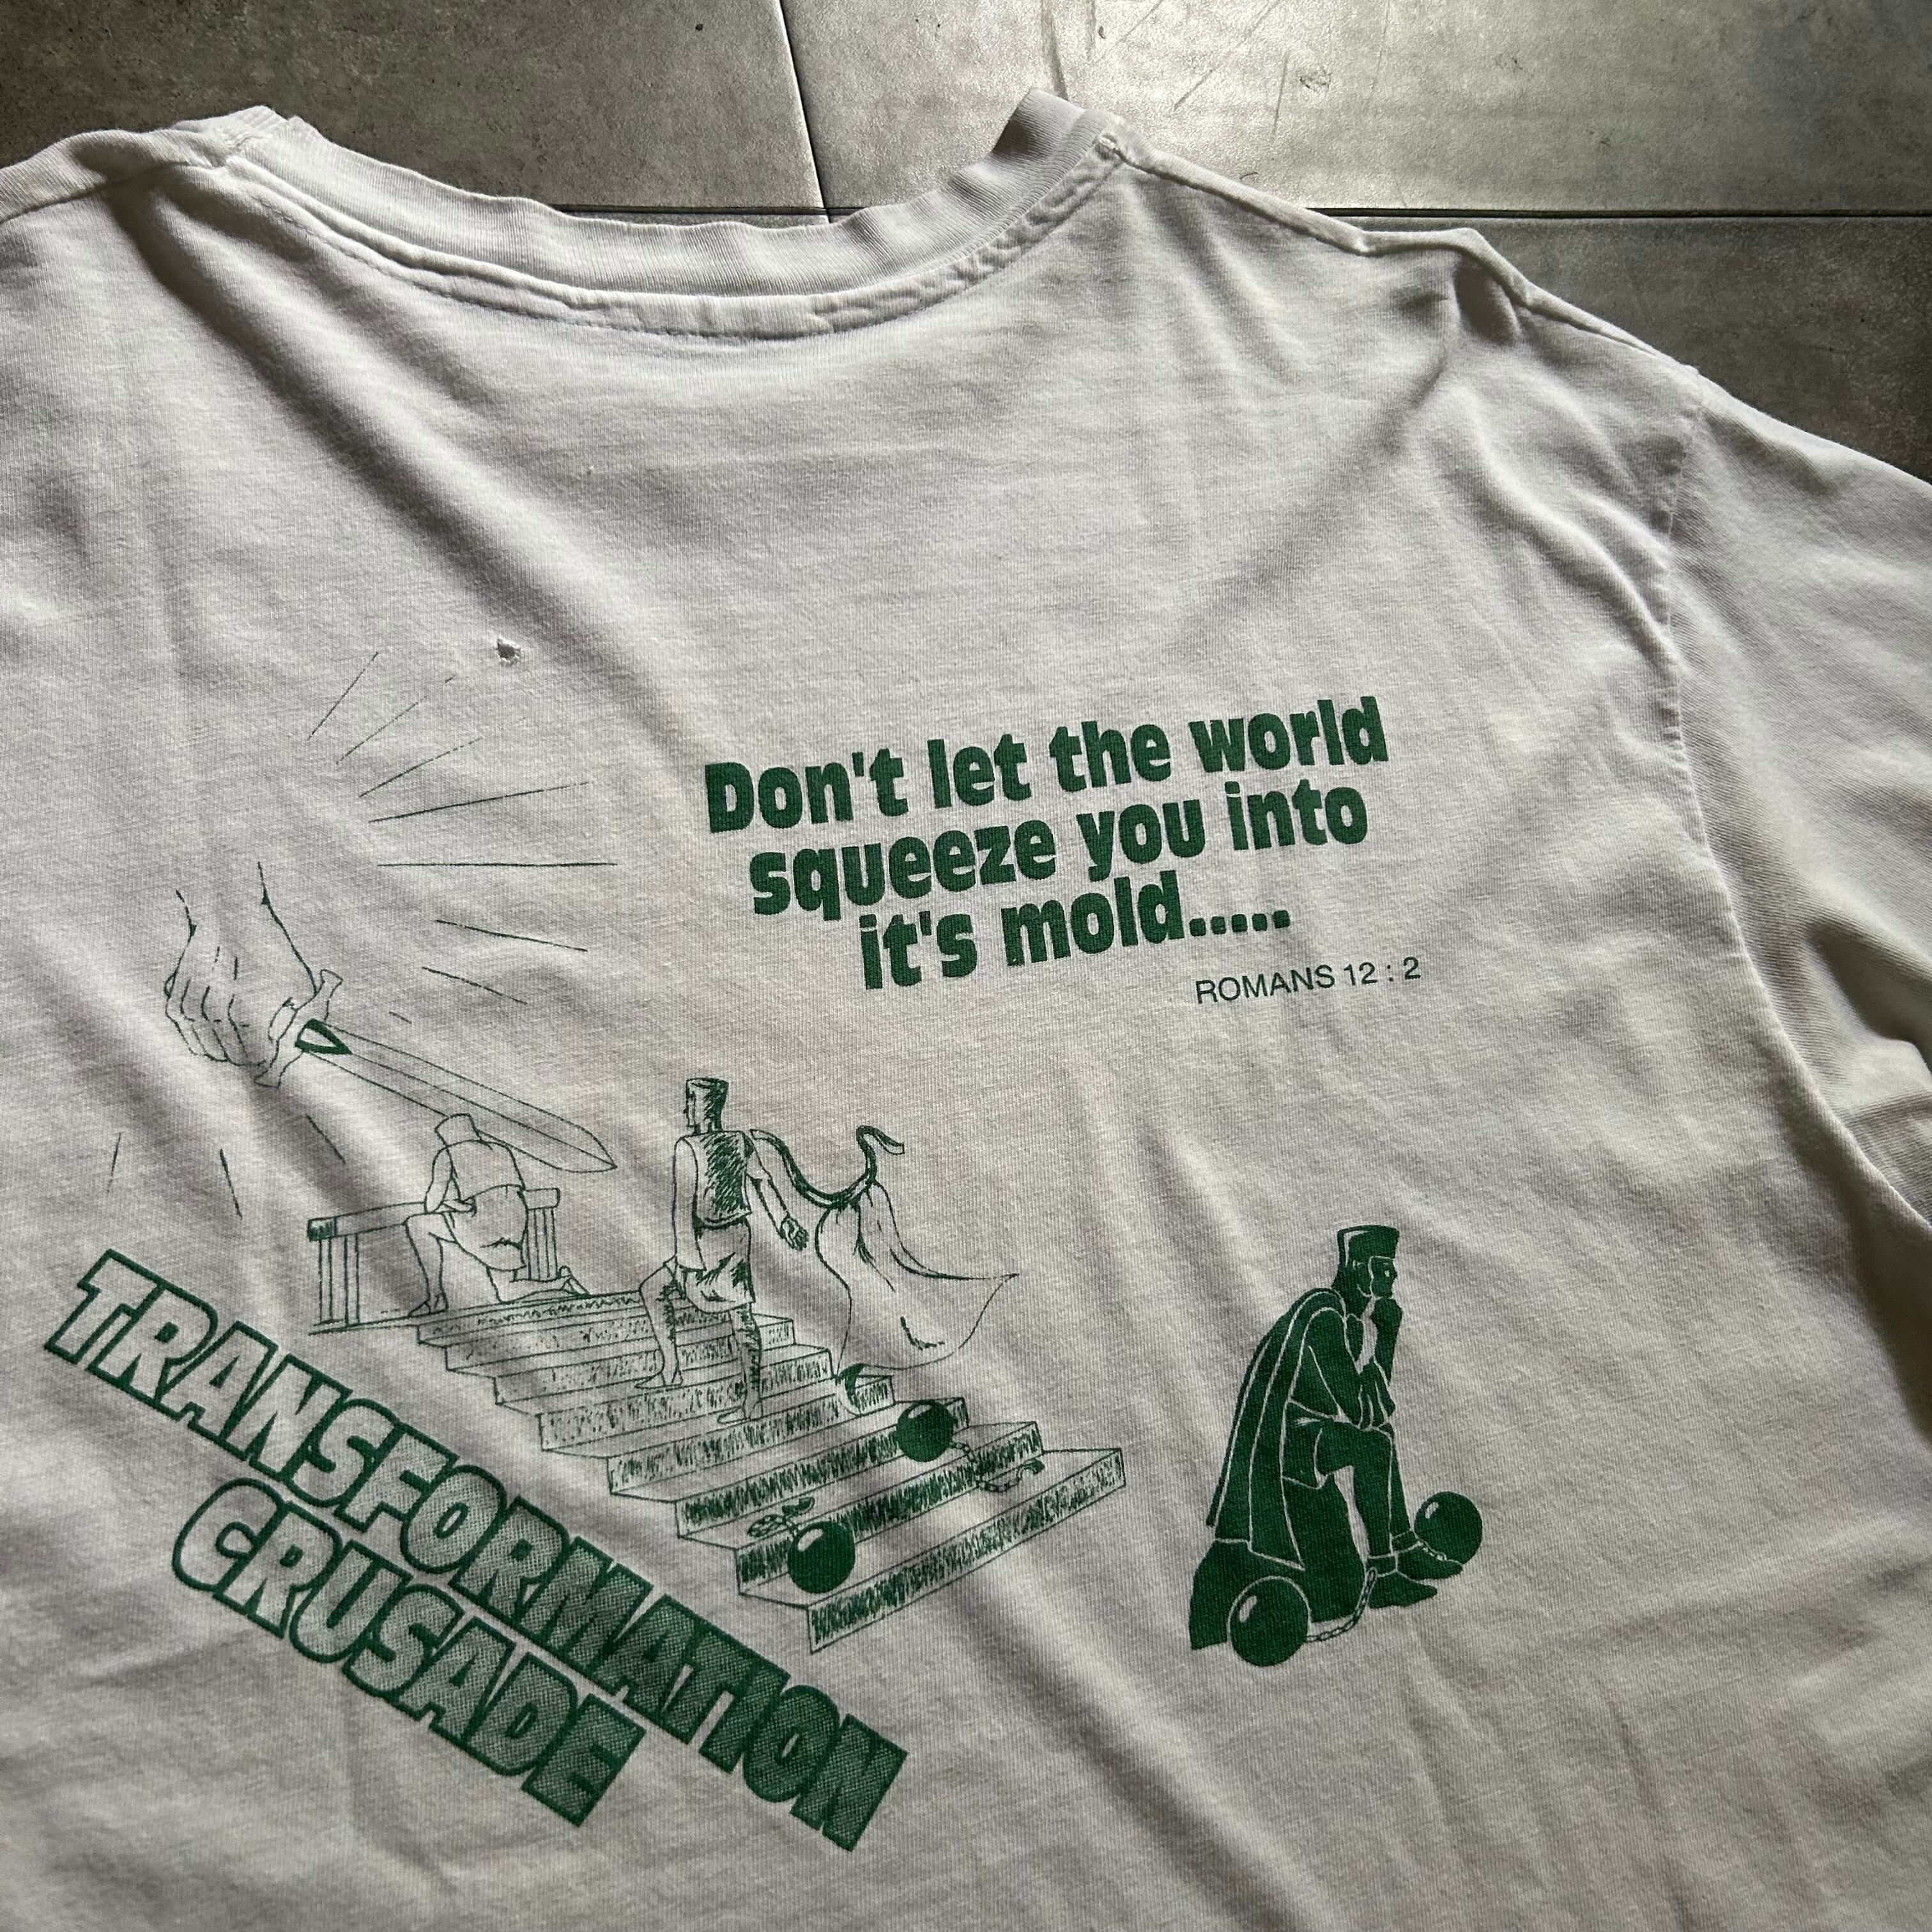 Don't let the world
squeeze you into
it's mold.....
ROMANS 12 : 2
TRANSFORMATION
CRUSADE